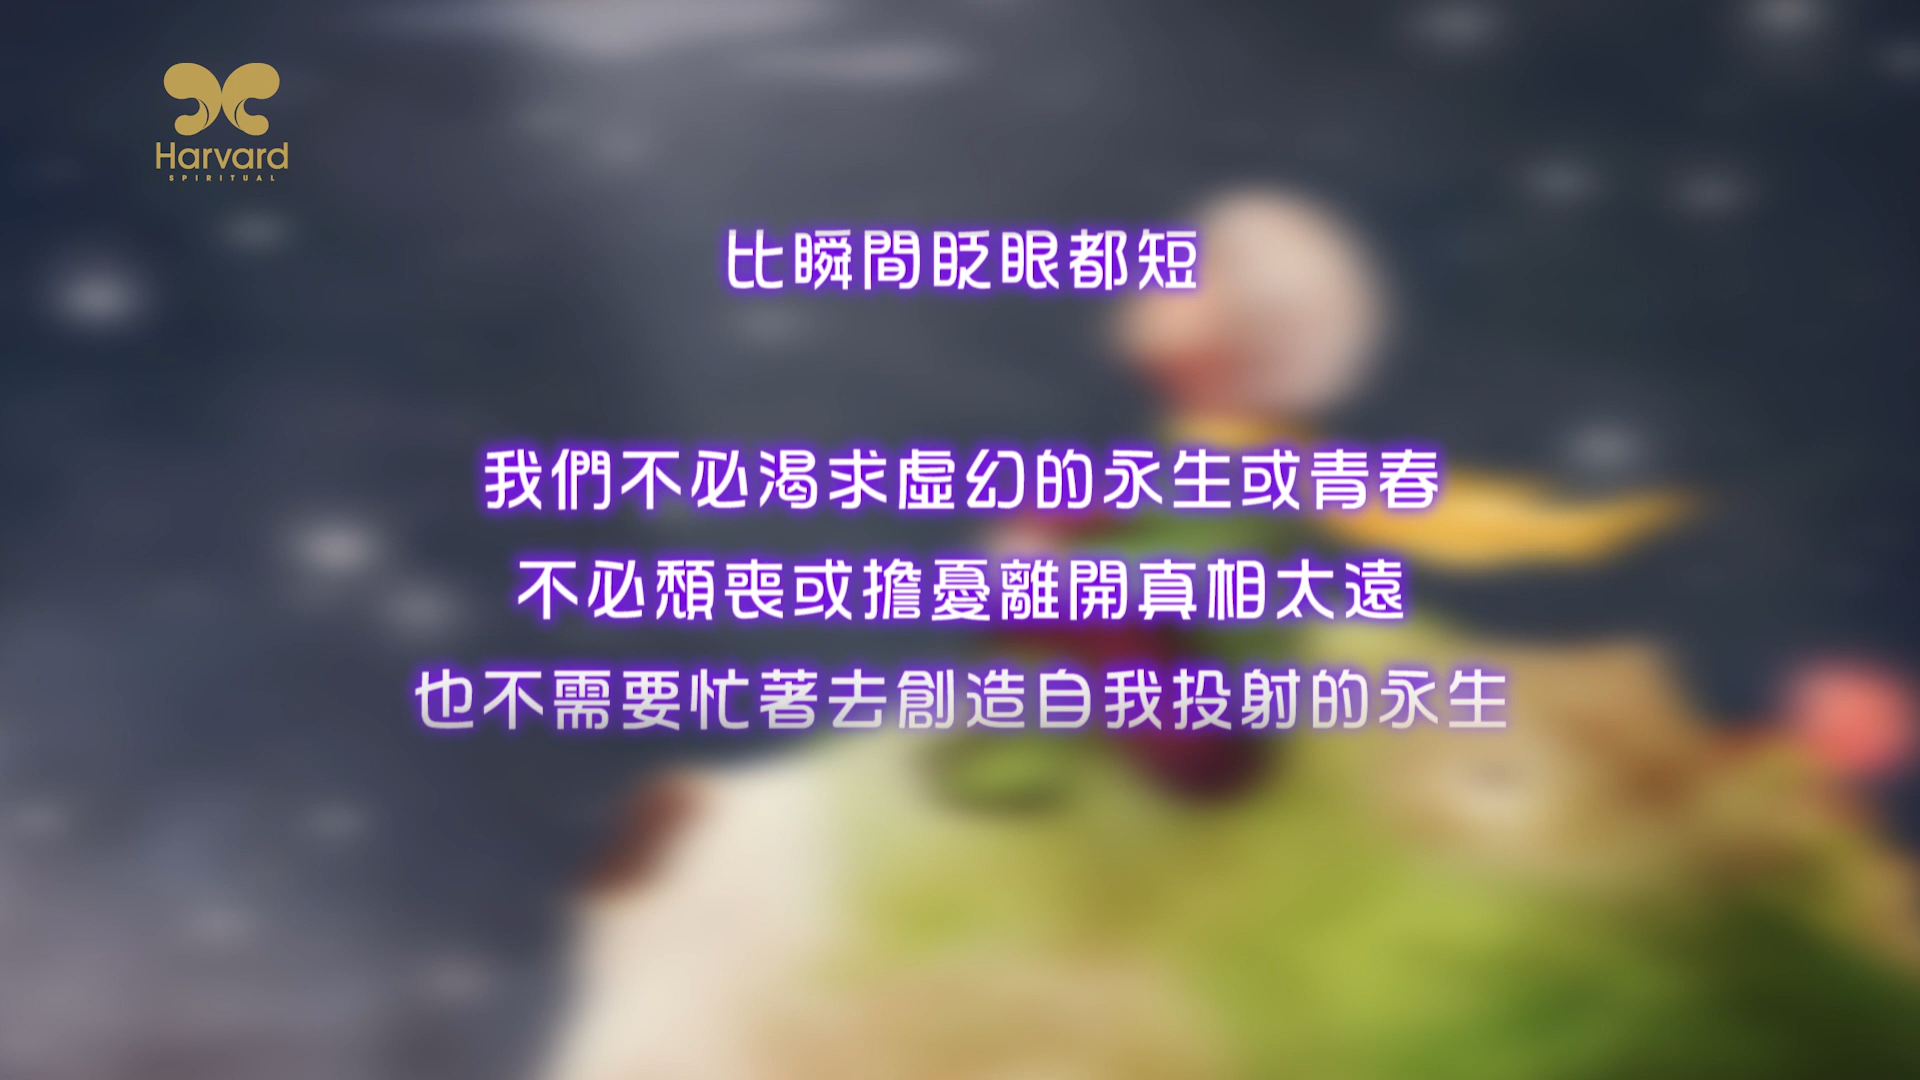 Harvard
SPIRITUAL
比瞬間眨眼都短
我們不必渴求虛幻的永生或青春
不必頹喪或擔憂離開真相太遠
也不需要忙著去創造自我投射的永生